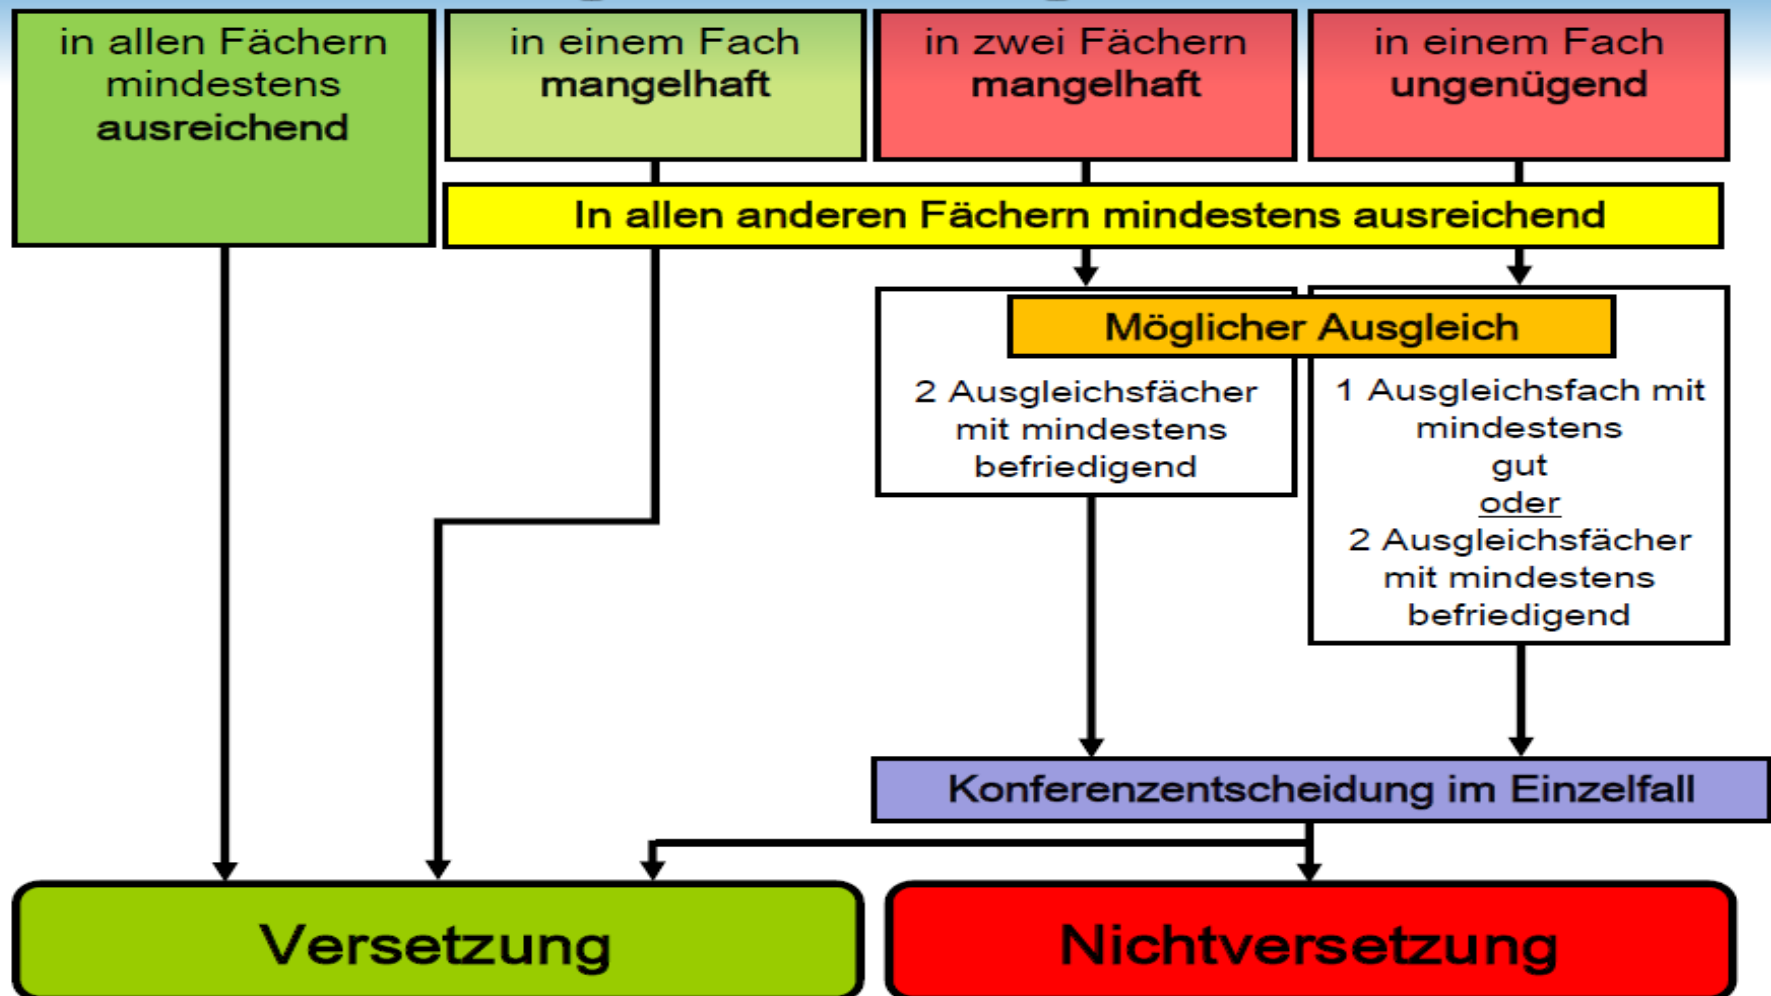 in allen Fächern
mindestens
ausreichend
in einem Fach
mangelhaft
in zwei Fächern
mangelhaft
in einem Fach
ungenügend
In allen anderen Fächern mindestens ausreichend
Möglicher Ausgleich
2 Ausgleichsfächer
mit mindestens
befriedigend
1 Ausgleichsfach mit
mindestens
gut
oder
2 Ausgleichsfächer
mit mindestens
befriedigend
Konferenzentscheidung im Einzelfall
Versetzung
Nichtversetzung